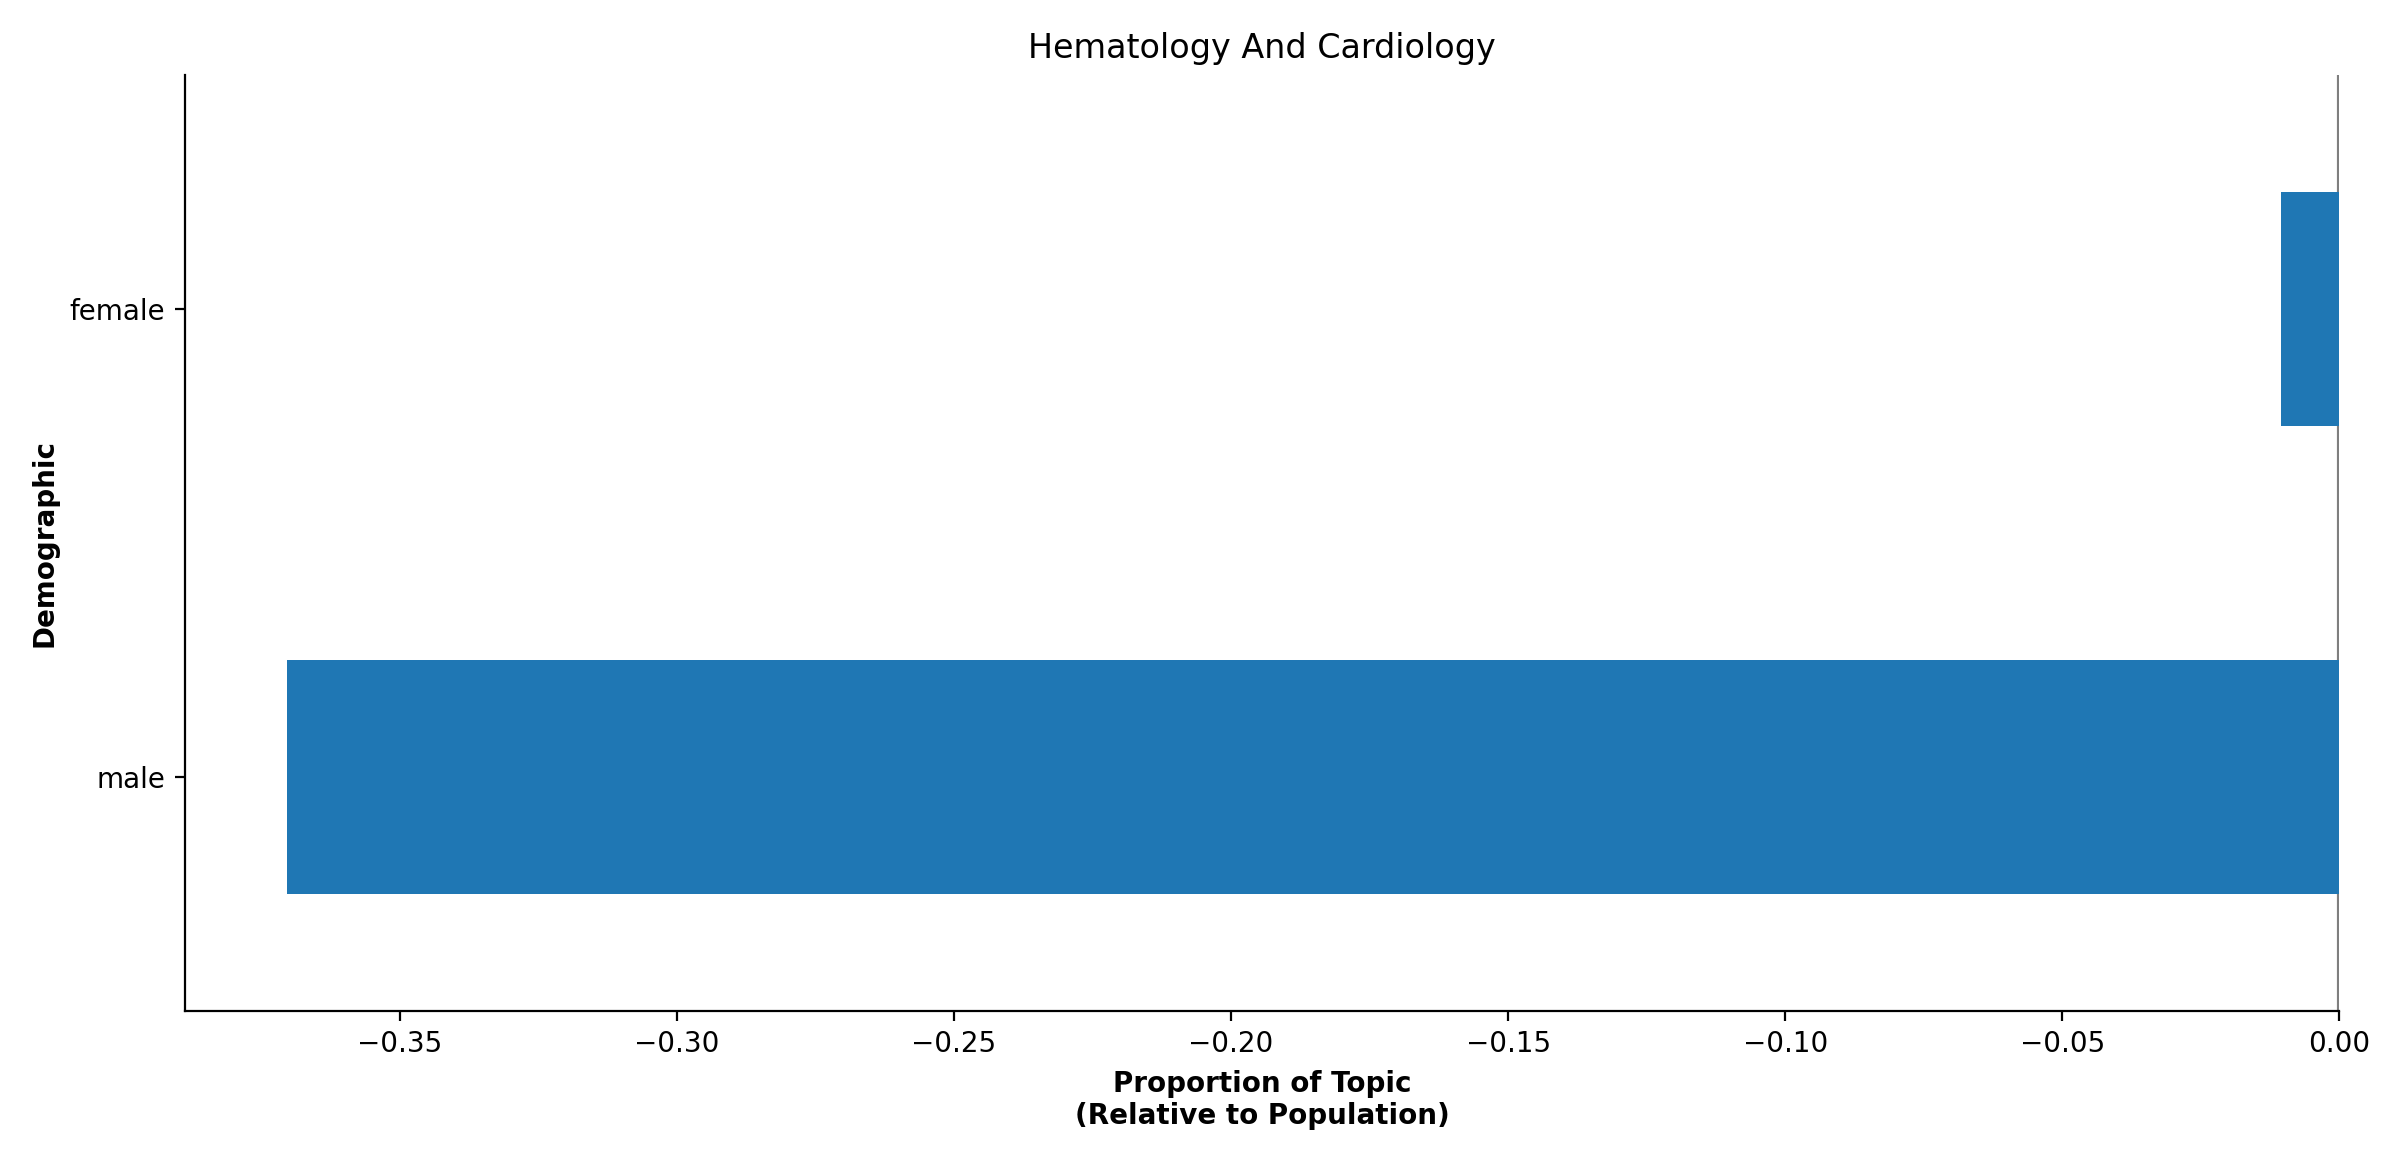 Hematology And Cardiology
Demographic
female
male
−0.35 −0.30 −0.25 −0.20 −0.15 −0.10 −0.05 0.00
Proportion of Topic
(Relative to Population)